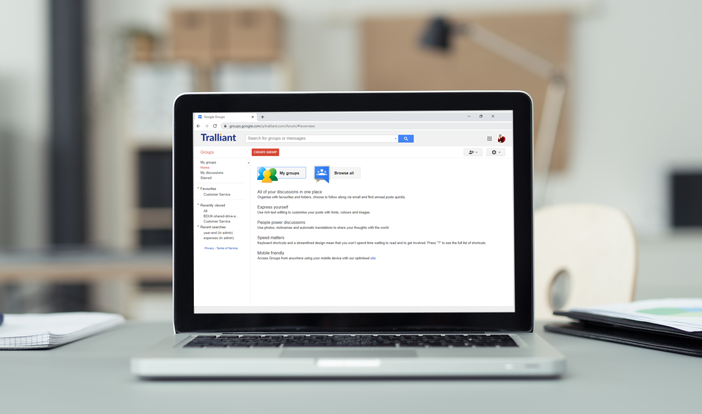 Google Groups
groups.google.com/a/tralliant.com/forum/#!overview
Tralliant
Search for groups or messages
Groups
CREATE GROUP
My groups
Home
My discussions
Starred
Favourites
Customer Service
Recently viewed
All
Customer Service
Recent searches
year end (in admin)
expenses (in admin)
Privacy - Terms of Service
My groups
Browse all
All of your discussions in one place
Organise with favourites and folders, choose to follow along via email and find unread posts quickly.
Express yourself
Use rich-text editing to customise your posts with fonts, colours and images.
People power discussions
Use photos, nicknames and automatic translations to share your thoughts with the world.
Speed matters
Keyboard shortcuts and a streamlined design mean that you won't spend time waiting to read and to get involved. Press '?' to see the full list of shortcuts.
Mobile friendly
Access Groups from anywhere using your mobile device with our optimised site